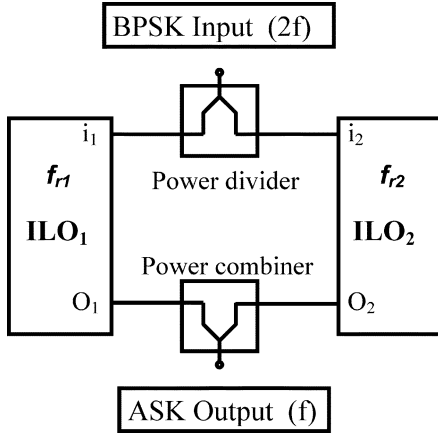 BPSK Input (2f)
i₁
i₂
Power divider
fr1
fr2
ILO₁
ILO₂
Power combiner
O₁
O₂
ASK Output (f)